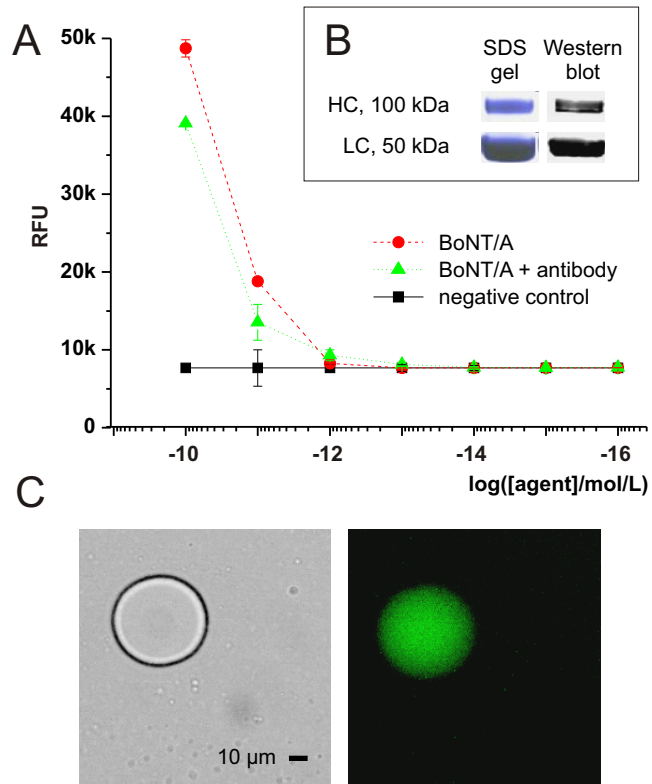 A
50k
40k
30k
20k
10k
0
RFU
-10
-12
-14
-16
log([agent]/mol/L)
BoNT/A
BoNT/A + antibody
negative control
B
SDS gel
Western blot
HC, 100 kDa
LC, 50 kDa
C
10 µm